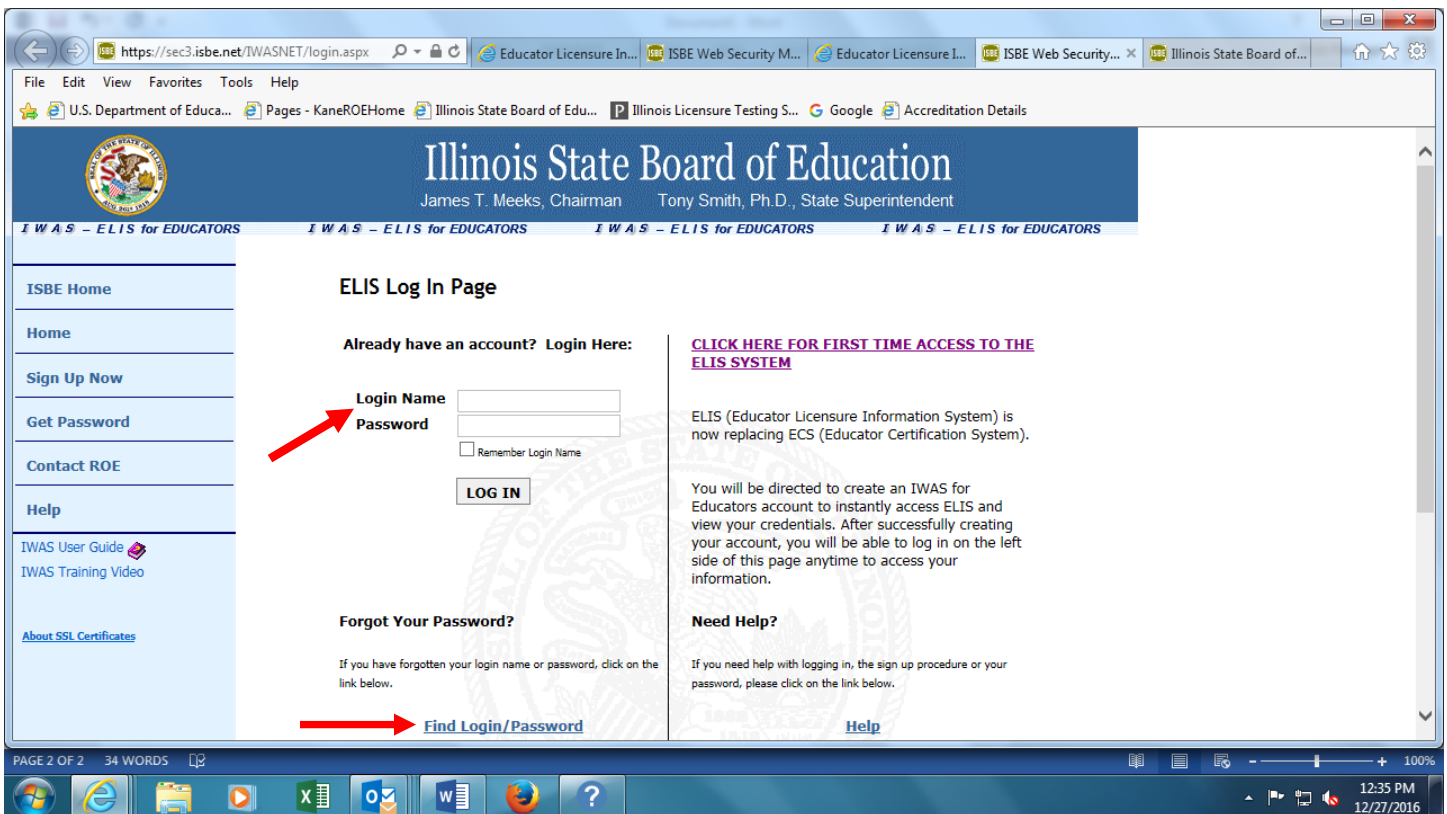 https://sec3.isbe.net/IWASNET/login.aspx
Educator Licensure In...
ISBE Web Security M...
Educator Licensure I...
ISBE Web Security...
Illinois State Board of...
File Edit View Favorites Tools Help
U.S. Department of Educa... Pages - KaneROEHome Illinois State Board of Edu... Illinois Licensure Testing S... Google Accreditation Details
Illinois State Board of Education
James T. Meeks, Chairman Tony Smith, Ph.D., State Superintendent
IWAS – ELIS for EDUCATORS IWAS – ELIS for EDUCATORS IWAS – ELIS for EDUCATORS IWAS – ELIS for EDUCATORS
ISBE Home
Home
Sign Up Now
Get Password
Contact ROE
Help
IWAS User Guide
IWAS Training Video
About SSL Certificates
ELIS Log In Page
Already have an account? Login Here:
Login Name
Password
Remember Login Name
LOG IN
CLICK HERE FOR FIRST TIME ACCESS TO THE
ELIS SYSTEM
ELIS (Educator Licensure Information System) is
now replacing ECS (Educator Certification System).
You will be directed to create an IWAS for
Educators account to instantly access ELIS and
view your credentials. After successfully creating
your account, you will be able to log in on the left
side of this page anytime to access your
information.
Forgot Your Password?
If you have forgotten your login name or password, click on the
link below.
Find Login/Password
Need Help?
If you need help with logging in, the sign up procedure or your
password, please click on the link below.
Help
PAGE 2 OF 2 34 WORDS
100%
12:35 PM
12/27/2016